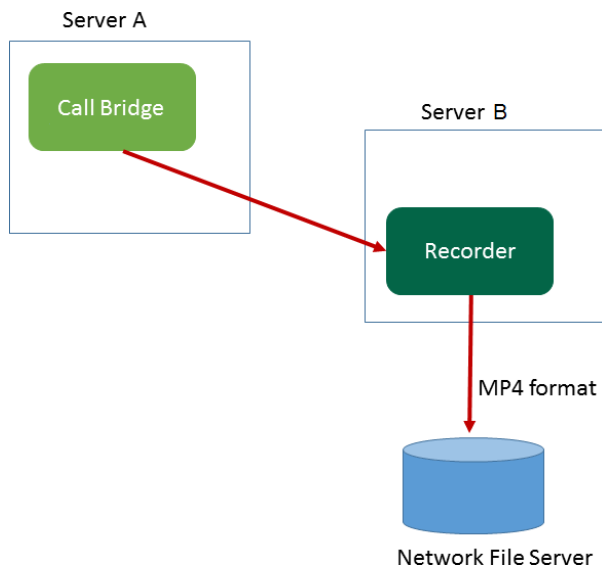 Server A
Call Bridge
Server B
Recorder
MP4 format
Network File Server